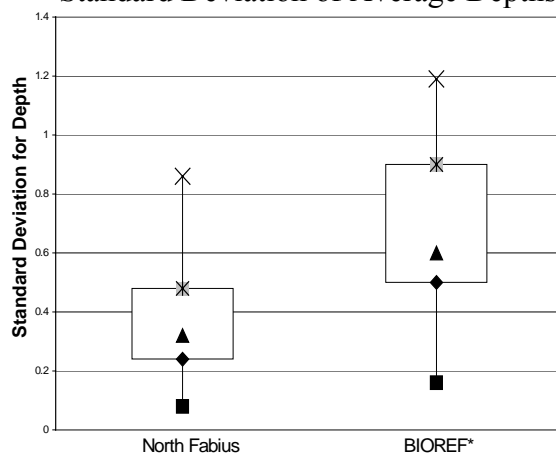 Standard Deviation of Average Depths
1.4
1.2
1
0.8
0.6
0.4
0.2
0
Standard Deviation for Depth
North Fabius
BIOREF*